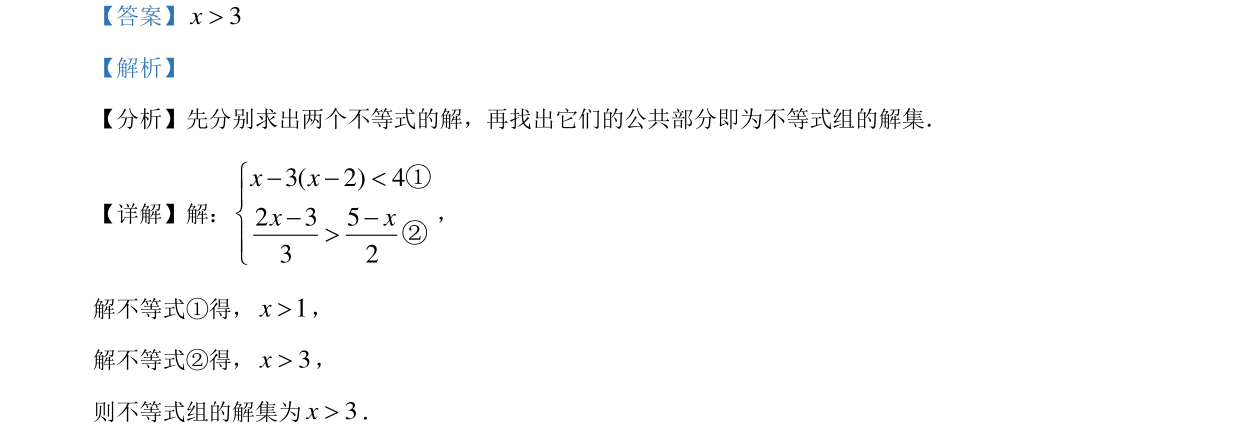 【答案】x > 3
【解析】
【分析】先分别求出两个不等式的解，再找出它们的公共部分即为不等式组的解集．
【详解】解：{x－3(x－2) < 4① (2x－3)/3 > (5－x)/2②，
解不等式①得，x > 1，
解不等式②得，x > 3，
则不等式组的解集为 x > 3．